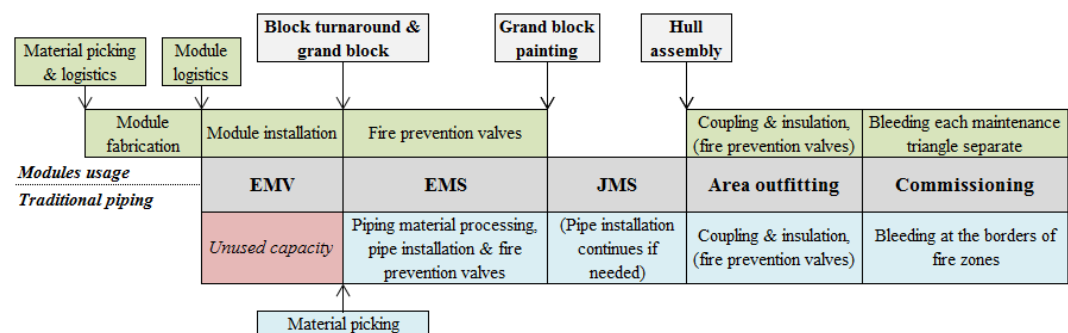 Block turnaround &
grand block
Grand block
painting
Hull
assembly
Material picking
& logistics
Module
logistics
Module
fabrication
Module installation
Fire prevention valves
Coupling & insulation,
(fire prevention valves)
Bleeding each maintenance
triangle separate
Modules usage
Traditional piping
EMV
EMS
JMS
Area outfitting
Commissioning
Unused capacity
Piping material processing,
pipe installation & fire
prevention valves
(Pipe installation
continues if
needed)
Coupling & insulation,
(fire prevention valves)
Bleeding at the borders of
fire zones
Material picking